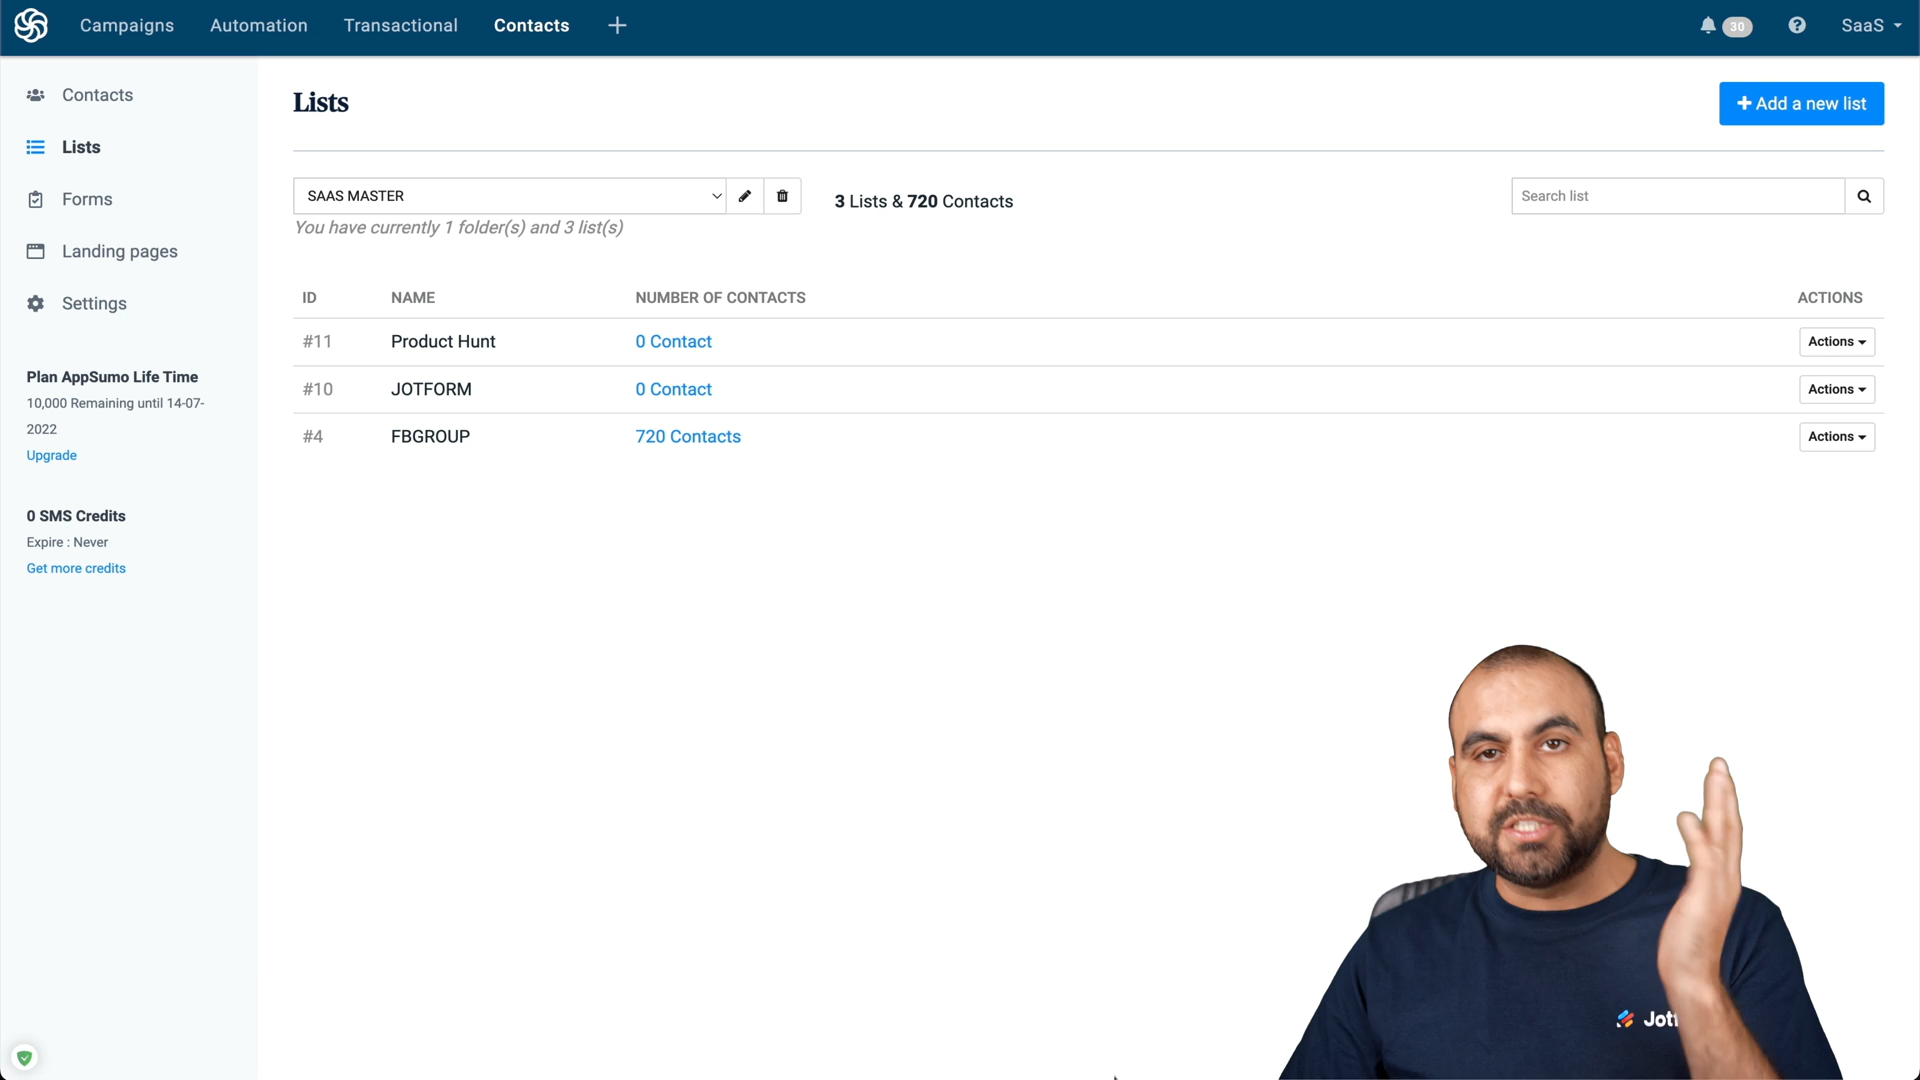 Campaigns Automation Transactional Contacts
30
SaaS
Contacts
Lists
Forms
Landing pages
Settings
Plan AppSumo Life Time
10,000 Remaining until 14-07-
2022
Upgrade
0 SMS Credits
Expire : Never
Get more credits
Lists
+ Add a new list
SAAS MASTER
3 Lists & 720 Contacts
Search list
You have currently 1 folder(s) and 3 list(s)
ID NAME NUMBER OF CONTACTS ACTIONS
#11 Product Hunt 0 Contact Actions
#10 JOTFORM 0 Contact Actions
#4 FBGROUP 720 Contacts Actions